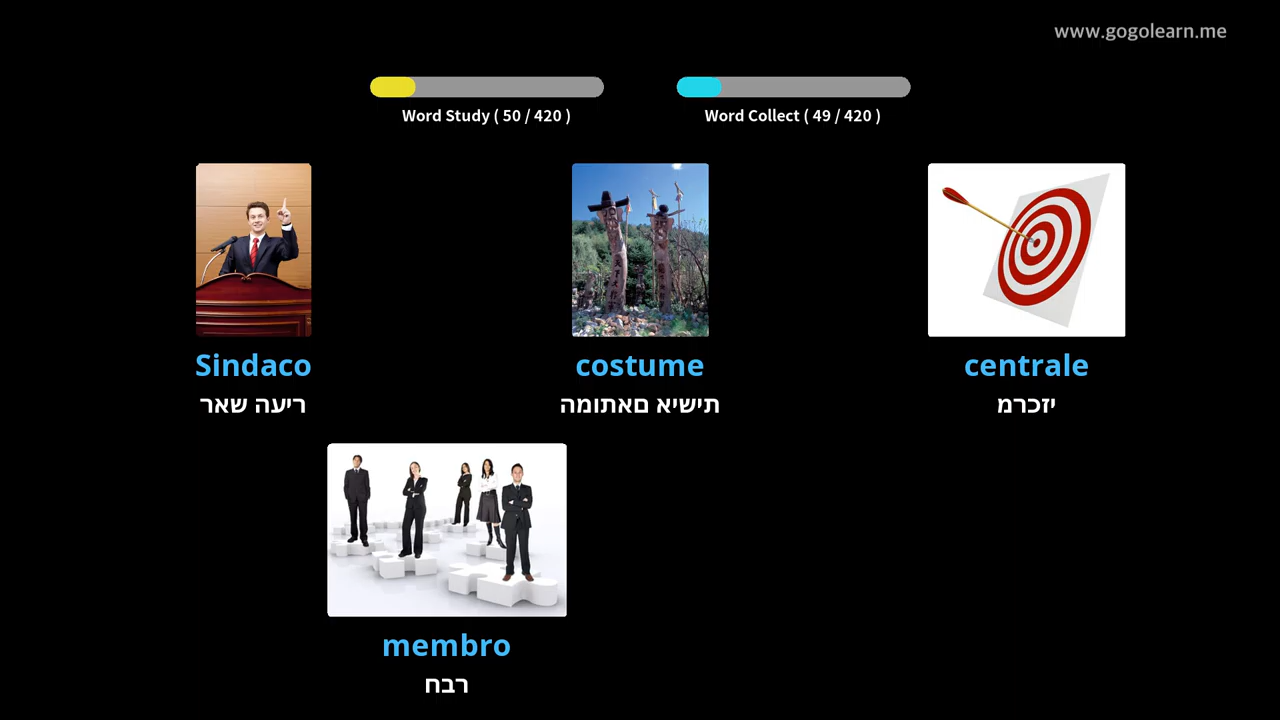 www.gogolearn.me
Word Study ( 50 / 420 )
Word Collect ( 49 / 420 )
Sindaco
ריעה שאר
costume
תישיא םאתומה
centrale
יזכרמ
membro
רבח